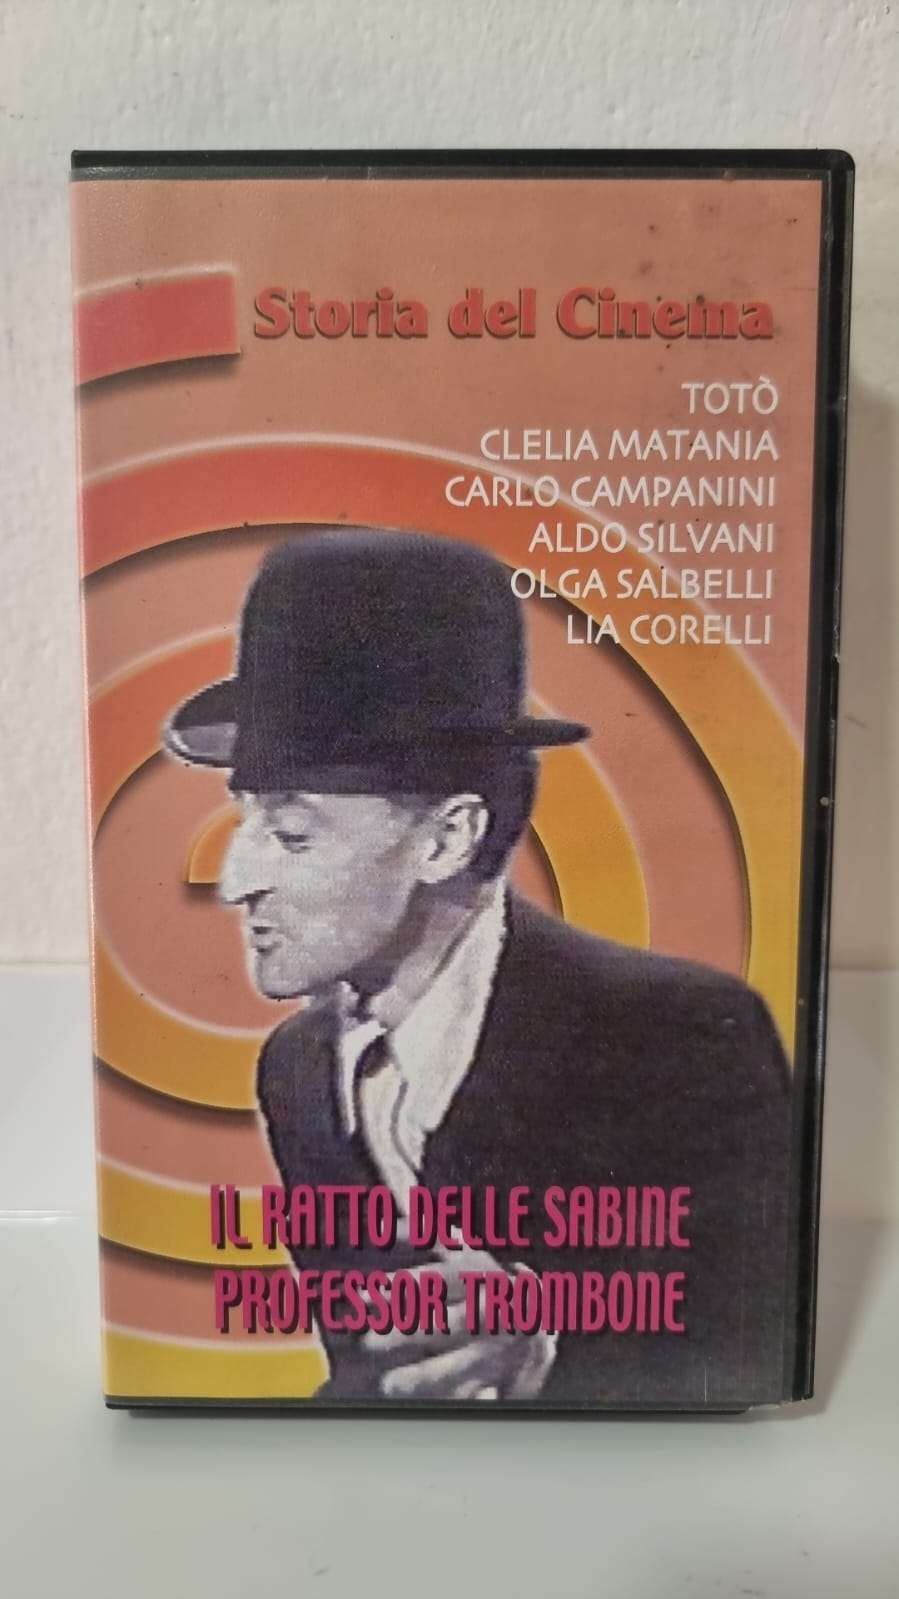 Storia del Cinema
TOTÒ
CLELIA MATANIA
CARLO CAMPANINI
ALDO SILVANI
OLGA SALBELLI
LIA CORELLI
IL RATTO DELLE SABINE
PROFESSOR TROMBONE